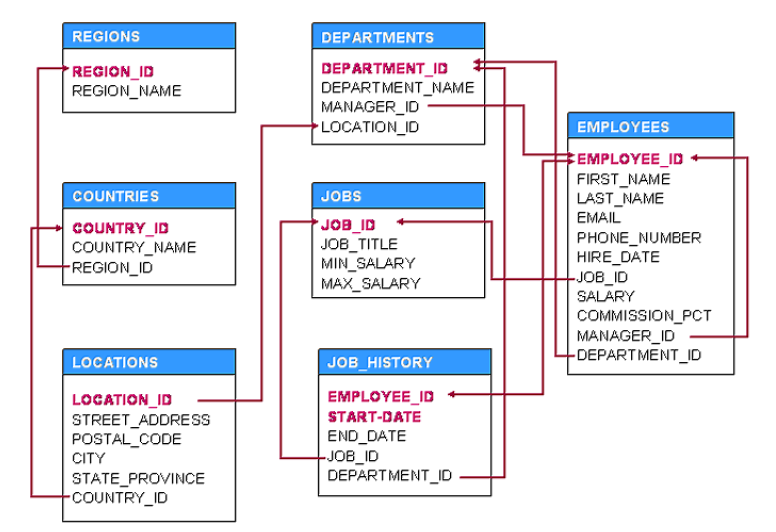 REGIONS
REGION_ID
REGION_NAME
DEPARTMENTS
DEPARTMENT_ID
DEPARTMENT_NAME
MANAGER_ID
LOCATION_ID
EMPLOYEES
EMPLOYEE_ID
FIRST_NAME
LAST_NAME
EMAIL
PHONE_NUMBER
HIRE_DATE
JOB_ID
SALARY
COMMISSION_PCT
MANAGER_ID
DEPARTMENT_ID
COUNTRIES
COUNTRY_ID
COUNTRY_NAME
REGION_ID
JOBS
JOB_ID
JOB_TITLE
MIN_SALARY
MAX_SALARY
LOCATIONS
LOCATION_ID
STREET_ADDRESS
POSTAL_CODE
CITY
STATE_PROVINCE
COUNTRY_ID
JOB_HISTORY
EMPLOYEE_ID
START-DATE
END_DATE
JOB_ID
DEPARTMENT_ID